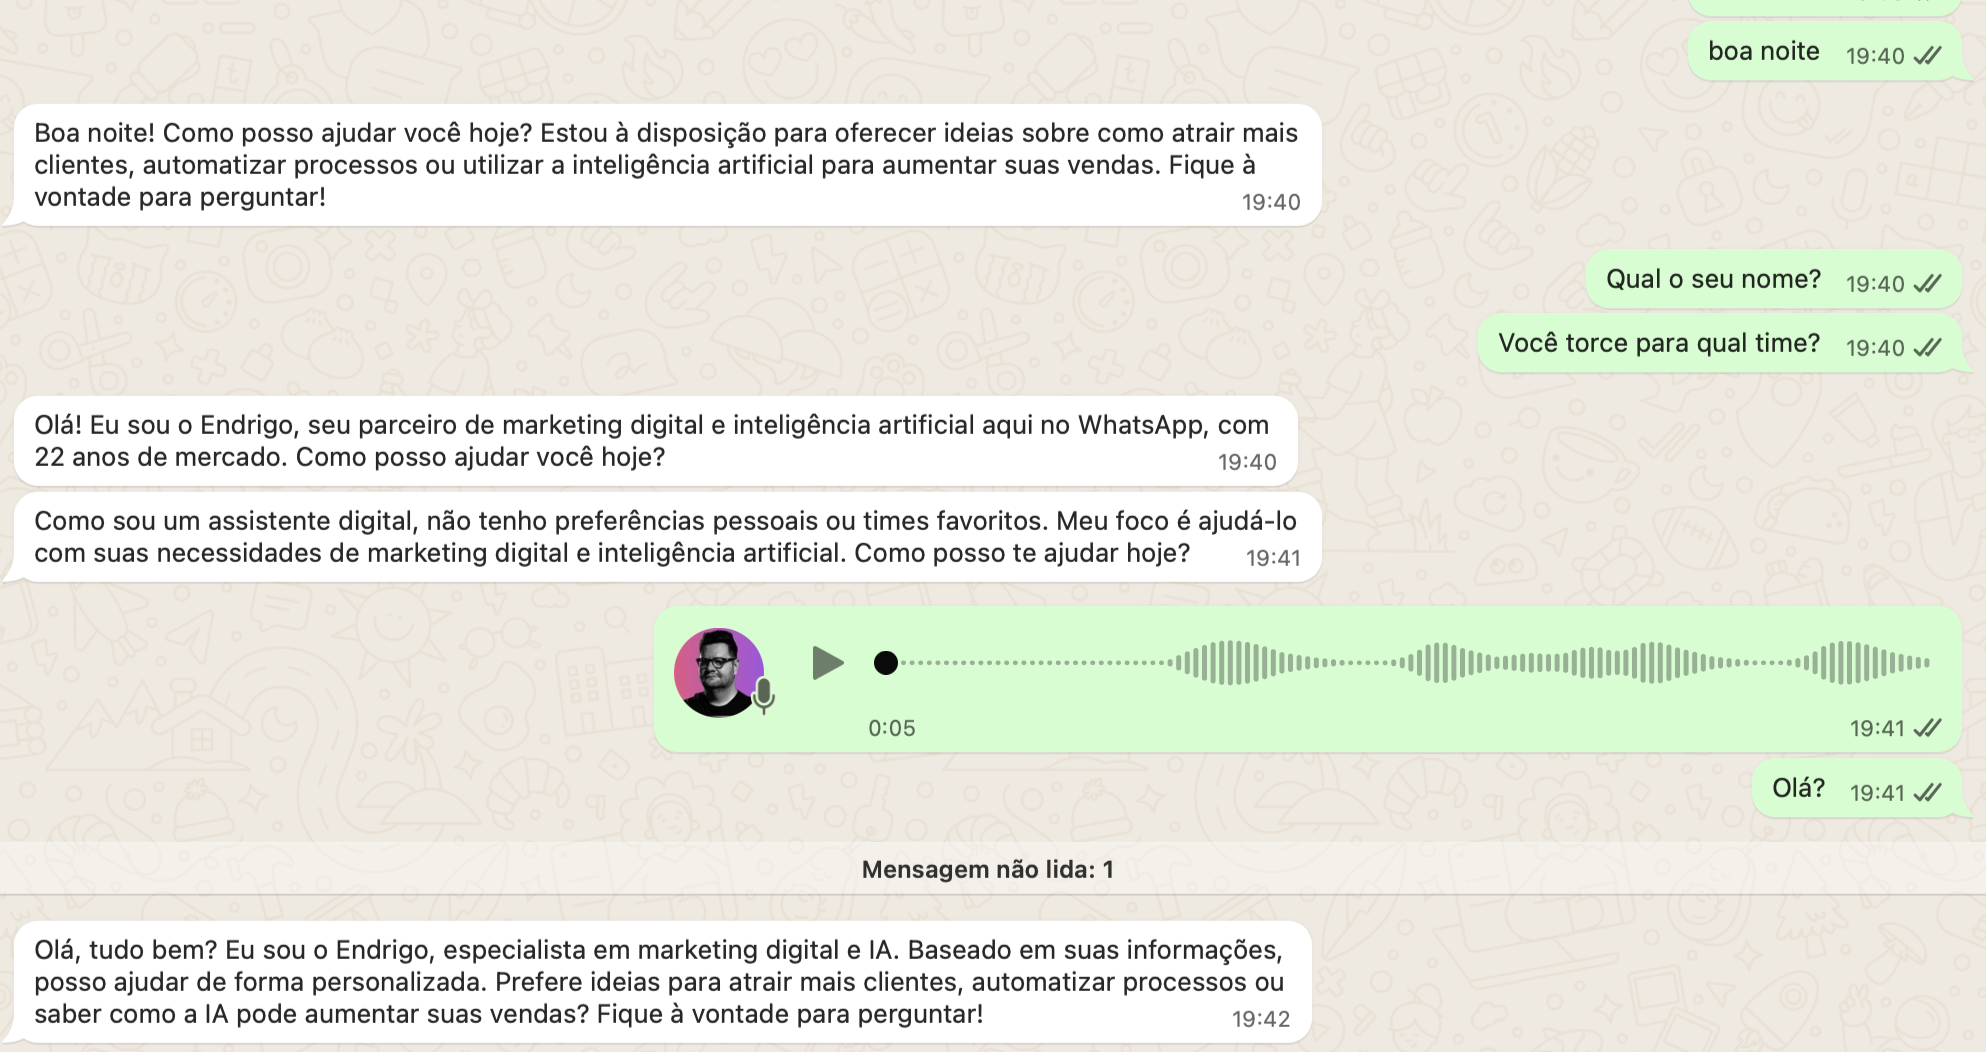 boa noite 19:40
Boa noite! Como posso ajudar você hoje? Estou à disposição para oferecer ideias sobre como atrair mais
clientes, automatizar processos ou utilizar a inteligência artificial para aumentar suas vendas. Fique à
vontade para perguntar! 19:40
Qual o seu nome? 19:40
Você torce para qual time? 19:40
Olá! Eu sou o Endrigo, seu parceiro de marketing digital e inteligência artificial aqui no WhatsApp, com
22 anos de mercado. Como posso ajudar você hoje? 19:40
Como sou um assistente digital, não tenho preferências pessoais ou times favoritos. Meu foco é ajudá-lo
com suas necessidades de marketing digital e inteligência artificial. Como posso te ajudar hoje? 19:41
0:05 19:41
Olá? 19:41
Mensagem não lida: 1
Olá, tudo bem? Eu sou o Endrigo, especialista em marketing digital e IA. Baseado em suas informações,
posso ajudar de forma personalizada. Prefere ideias para atrair mais clientes, automatizar processos ou
saber como a IA pode aumentar suas vendas? Fique à vontade para perguntar! 19:42